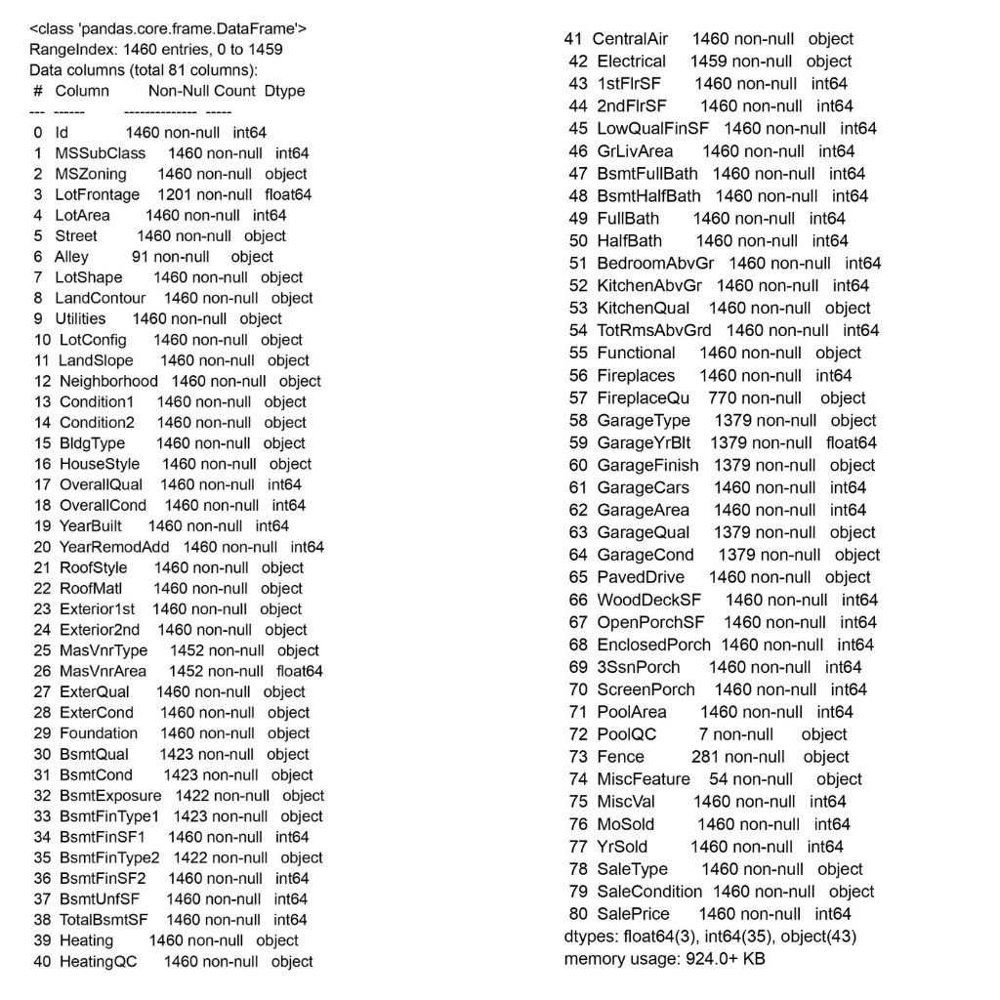 <class 'pandas.core.frame.DataFrame'>
RangeIndex: 1460 entries, 0 to 1459
Data columns (total 81 columns):
# Column Non-Null Count Dtype
--- ------ -------------- -----
0 Id 1460 non-null int64
1 MSSubClass 1460 non-null int64
2 MSZoning 1460 non-null object
3 LotFrontage 1201 non-null float64
4 LotArea 1460 non-null int64
5 Street 1460 non-null object
6 Alley 91 non-null object
7 LotShape 1460 non-null object
8 LandContour 1460 non-null object
9 Utilities 1460 non-null object
10 LotConfig 1460 non-null object
11 LandSlope 1460 non-null object
12 Neighborhood 1460 non-null object
13 Condition1 1460 non-null object
14 Condition2 1460 non-null object
15 BldgType 1460 non-null object
16 HouseStyle 1460 non-null object
17 OverallQual 1460 non-null int64
18 OverallCond 1460 non-null int64
19 YearBuilt 1460 non-null int64
20 YearRemodAdd 1460 non-null int64
21 RoofStyle 1460 non-null object
22 RoofMatl 1460 non-null object
23 Exterior1st 1460 non-null object
24 Exterior2nd 1460 non-null object
25 MasVnrType 1452 non-null object
26 MasVnrArea 1452 non-null float64
27 ExterQual 1460 non-null object
28 ExterCond 1460 non-null object
29 Foundation 1460 non-null object
30 BsmtQual 1423 non-null object
31 BsmtCond 1423 non-null object
32 BsmtExposure 1422 non-null object
33 BsmtFinType1 1423 non-null object
34 BsmtFinSF1 1460 non-null int64
35 BsmtFinType2 1422 non-null object
36 BsmtFinSF2 1460 non-null int64
37 BsmtUnfSF 1460 non-null int64
38 TotalBsmtSF 1460 non-null int64
39 Heating 1460 non-null object
40 HeatingQC 1460 non-null object
41 CentralAir 1460 non-null object
42 Electrical 1459 non-null object
43 1stFlrSF 1460 non-null int64
44 2ndFlrSF 1460 non-null int64
45 LowQualFinSF 1460 non-null int64
46 GrLivArea 1460 non-null int64
47 BsmtFullBath 1460 non-null int64
48 BsmtHalfBath 1460 non-null int64
49 FullBath 1460 non-null int64
50 HalfBath 1460 non-null int64
51 BedroomAbvGr 1460 non-null int64
52 KitchenAbvGr 1460 non-null int64
53 KitchenQual 1460 non-null object
54 TotRmsAbvGrd 1460 non-null int64
55 Functional 1460 non-null object
56 Fireplaces 1460 non-null int64
57 FireplaceQu 770 non-null object
58 GarageType 1379 non-null object
59 GarageYrBlt 1379 non-null float64
60 GarageFinish 1379 non-null object
61 GarageCars 1460 non-null int64
62 GarageArea 1460 non-null int64
63 GarageQual 1379 non-null object
64 GarageCond 1379 non-null object
65 PavedDrive 1460 non-null object
66 WoodDeckSF 1460 non-null int64
67 OpenPorchSF 1460 non-null int64
68 EnclosedPorch 1460 non-null int64
69 3SsnPorch 1460 non-null int64
70 ScreenPorch 1460 non-null int64
71 PoolArea 1460 non-null int64
72 PoolQC 7 non-null object
73 Fence 281 non-null object
74 MiscFeature 54 non-null object
75 MiscVal 1460 non-null int64
76 MoSold 1460 non-null int64
77 YrSold 1460 non-null int64
78 SaleType 1460 non-null object
79 SaleCondition 1460 non-null object
80 SalePrice 1460 non-null int64
dtypes: float64(3), int64(35), object(43)
memory usage: 924.0+ KB